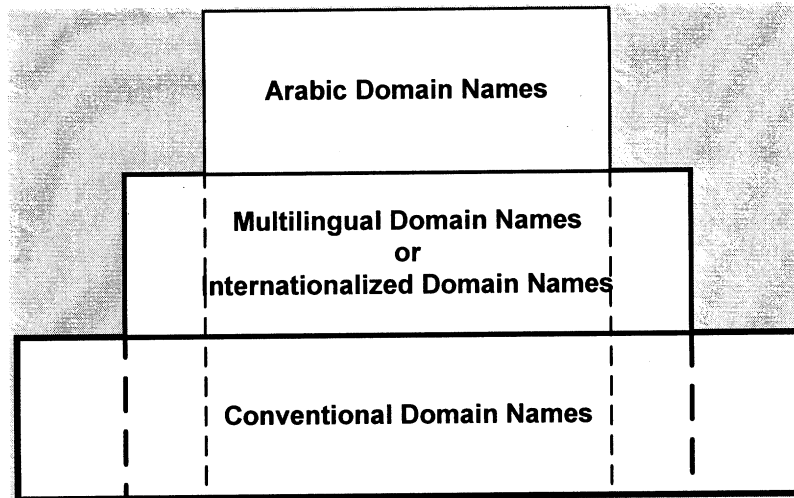 Arabic Domain Names
Multilingual Domain Names
or
Internationalized Domain Names
Conventional Domain Names